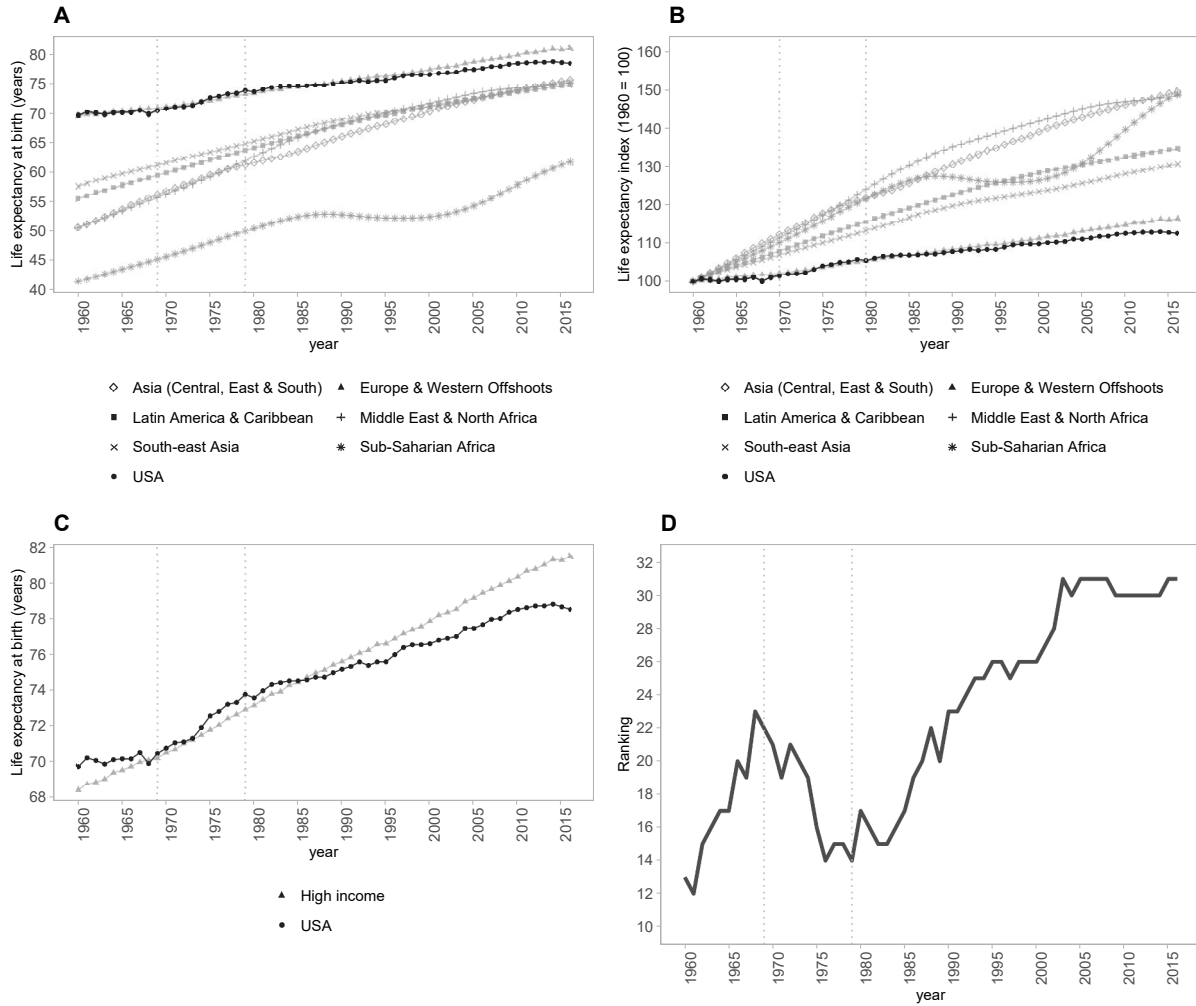 A
Life expectancy at birth (years)
80
75
70
65
60
55
50
45
40
1960 1965 1970 1975 1980 1985 1990 1995 2000 2005 2010 2015
year
Asia (Central, East & South) Europe & Western Offshoots
Latin America & Caribbean Middle East & North Africa
South-east Asia Sub-Saharian Africa
USA
B
Life expectancy index (1960 = 100)
160
150
140
130
120
110
100
1960 1965 1970 1975 1980 1985 1990 1995 2000 2005 2010 2015
year
Asia (Central, East & South) Europe & Western Offshoots
Latin America & Caribbean Middle East & North Africa
South-east Asia Sub-Saharian Africa
USA
C
Life expectancy at birth (years)
82
80
78
76
74
72
70
68
1960 1965 1970 1975 1980 1985 1990 1995 2000 2005 2010 2015
year
High income
USA
D
Ranking
32
30
28
26
24
22
20
18
16
14
12
10
1960 1965 1970 1975 1980 1985 1990 1995 2000 2005 2010 2015
year